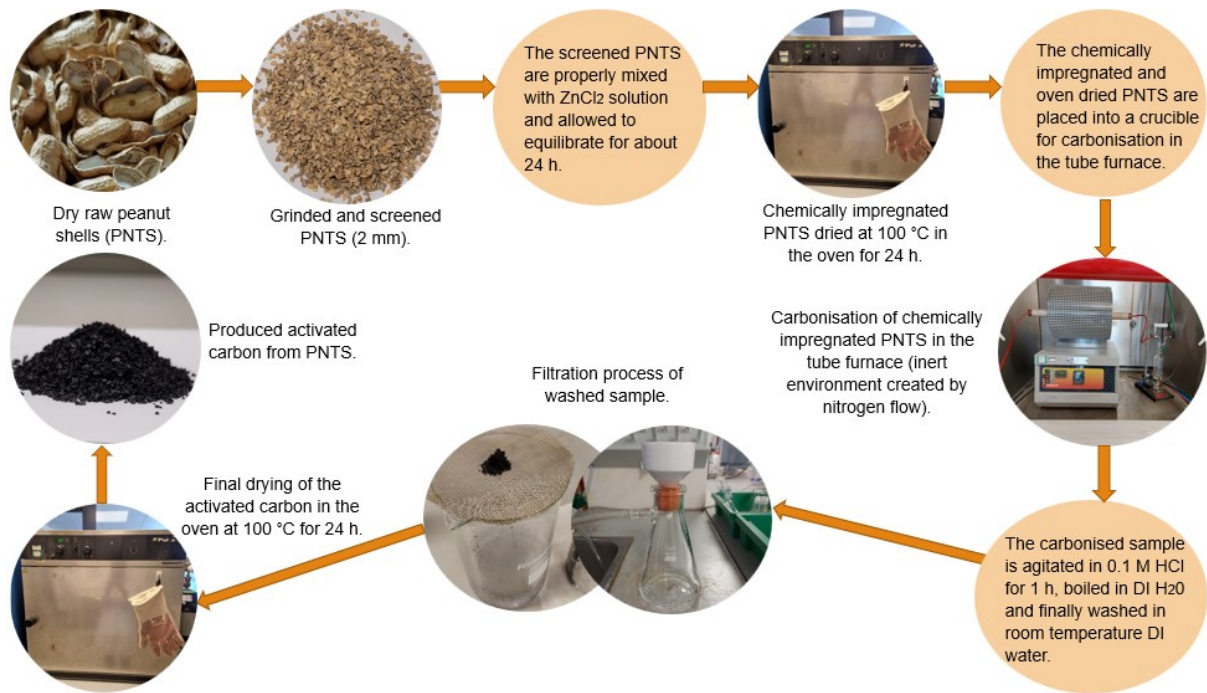 The screened PNTS
are properly mixed
with ZnCl2 solution
and allowed to
equilibrate for about
24 h.
The chemically
impregnated and
oven dried PNTS are
placed into a crucible
for carbonisation in
the tube furnace.
Dry raw peanut
shells (PNTS).
Grinded and screened
PNTS (2 mm).
Chemically impregnated
PNTS dried at 100 °C in
the oven for 24 h.
Produced activated
carbon from PNTS.
Filtration process of
washed sample.
Carbonisation of chemically
impregnated PNTS in the
tube furnace (inert
environment created by
nitrogen flow).
Final drying of the
activated carbon in the
oven at 100 °C for 24 h.
The carbonised sample
is agitated in 0.1 M HCl
for 1 h, boiled in DI H20
and finally washed in
room temperature DI
water.